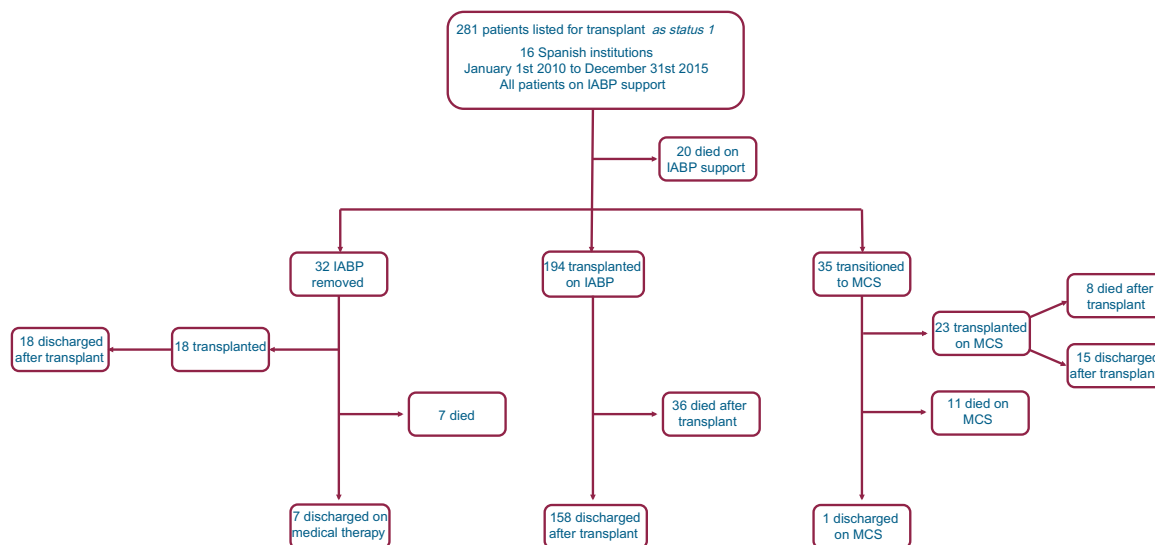 281 patients listed for transplant as status 1
16 Spanish institutions
January 1st 2010 to December 31st 2015
All patients on IABP support
20 died on
IABP support
32 IABP
removed
194 transplanted
on IABP
35 transitioned
to MCS
8 died after
transplant
18 discharged
after transplant
18 transplanted
23 transplanted
on MCS
15 discharged
after transplan
7 died
36 died after
transplant
11 died on
MCS
7 discharged on
medical therapy
158 discharged
after transplant
1 discharged
on MCS